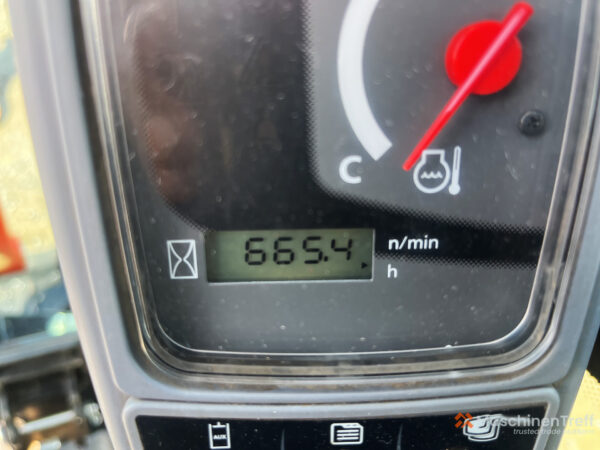 C
665.4
n/min
h
AUX
MaschinenTreff